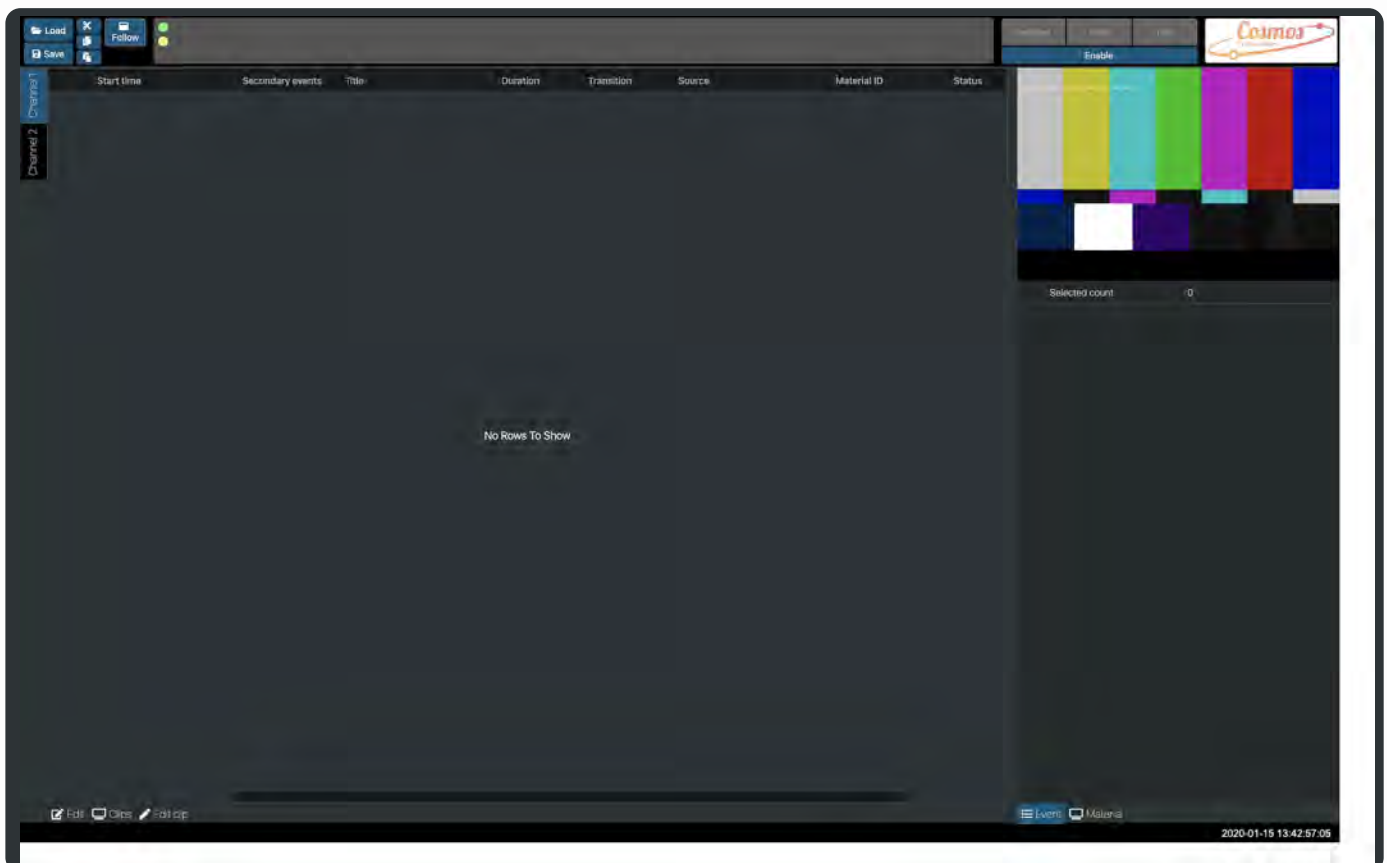 Load
Save
Follow
Enable
Cosmos
Channel 1
Channel 2
Start time Secondary events Title Duration Transition Source Material ID Status
Selected count 0
No Rows To Show
Edit Clips Edit clip
Event Material
2020-01-15 13:42:57:05